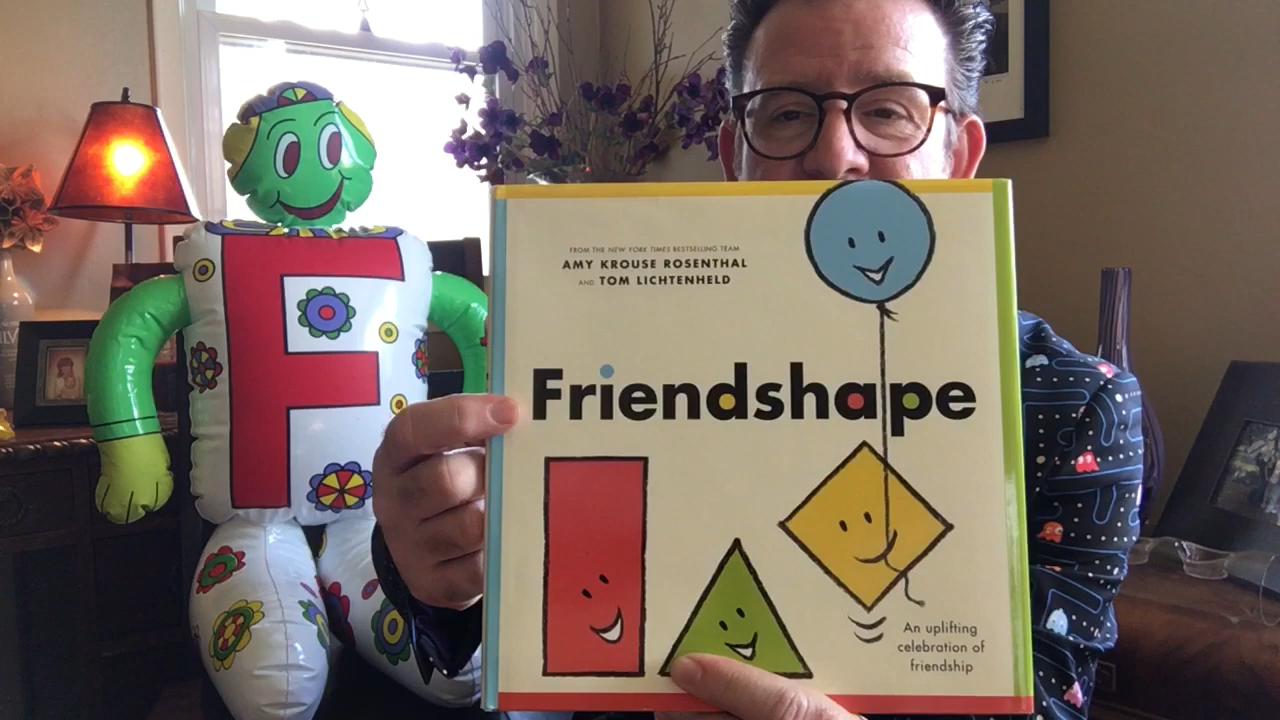 F
FROM THE NEW YORK TIMES BESTSELLING TEAM
AMY KROUSE ROSENTHAL
AND TOM LICHTENHELD
Friendshape
An uplifting
celebration of
friendship